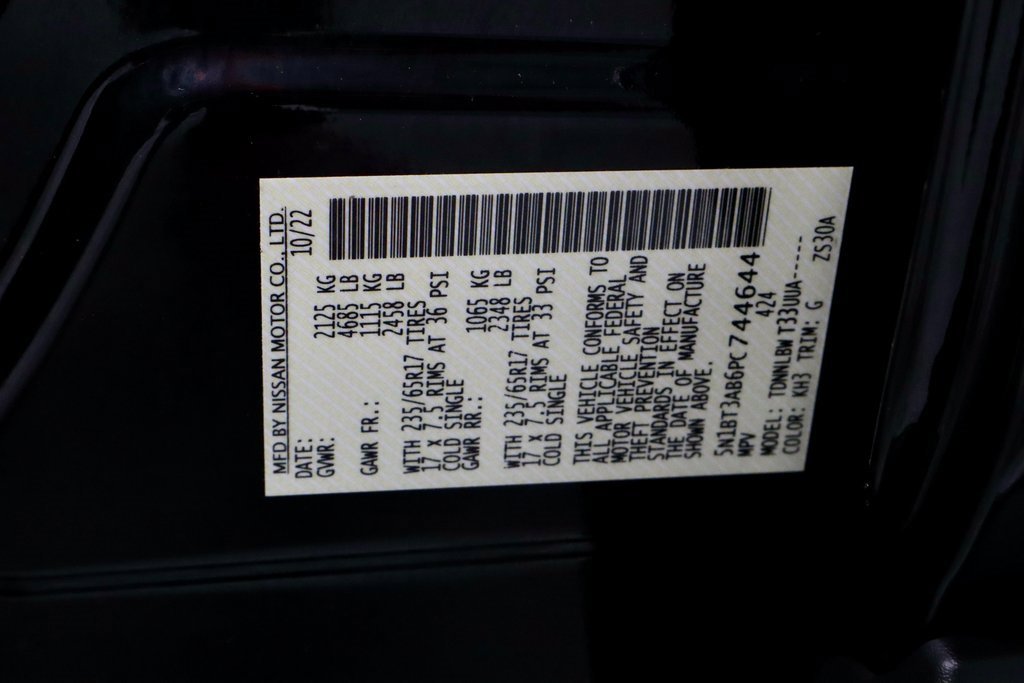 MFD BY NISSAN MOTOR CO., LTD.
DATE: 10/22
GVWR: 2125 KG
4685 LB
GAWR FR.: 1115 KG
2458 LB
WITH 235/65R17 TIRES
17 X 7.5 RIMS AT 36 PSI
COLD SINGLE
GAWR RR.: 1065 KG
2348 LB
WITH 235/65R17 TIRES
17 X 7.5 RIMS AT 33 PSI
COLD SINGLE
THIS VEHICLE CONFORMS TO
ALL APPLICABLE FEDERAL
MOTOR VEHICLE SAFETY AND
THEFT PREVENTION
STANDARDS IN EFFECT ON
THE DATE OF MANUFACTURE
SHOWN ABOVE.
5N1BT3AB6PC744644
MPV 424
MODEL: TDNNLBWT33UUA-----
COLOR: KH3 TRIM: G ZS30A